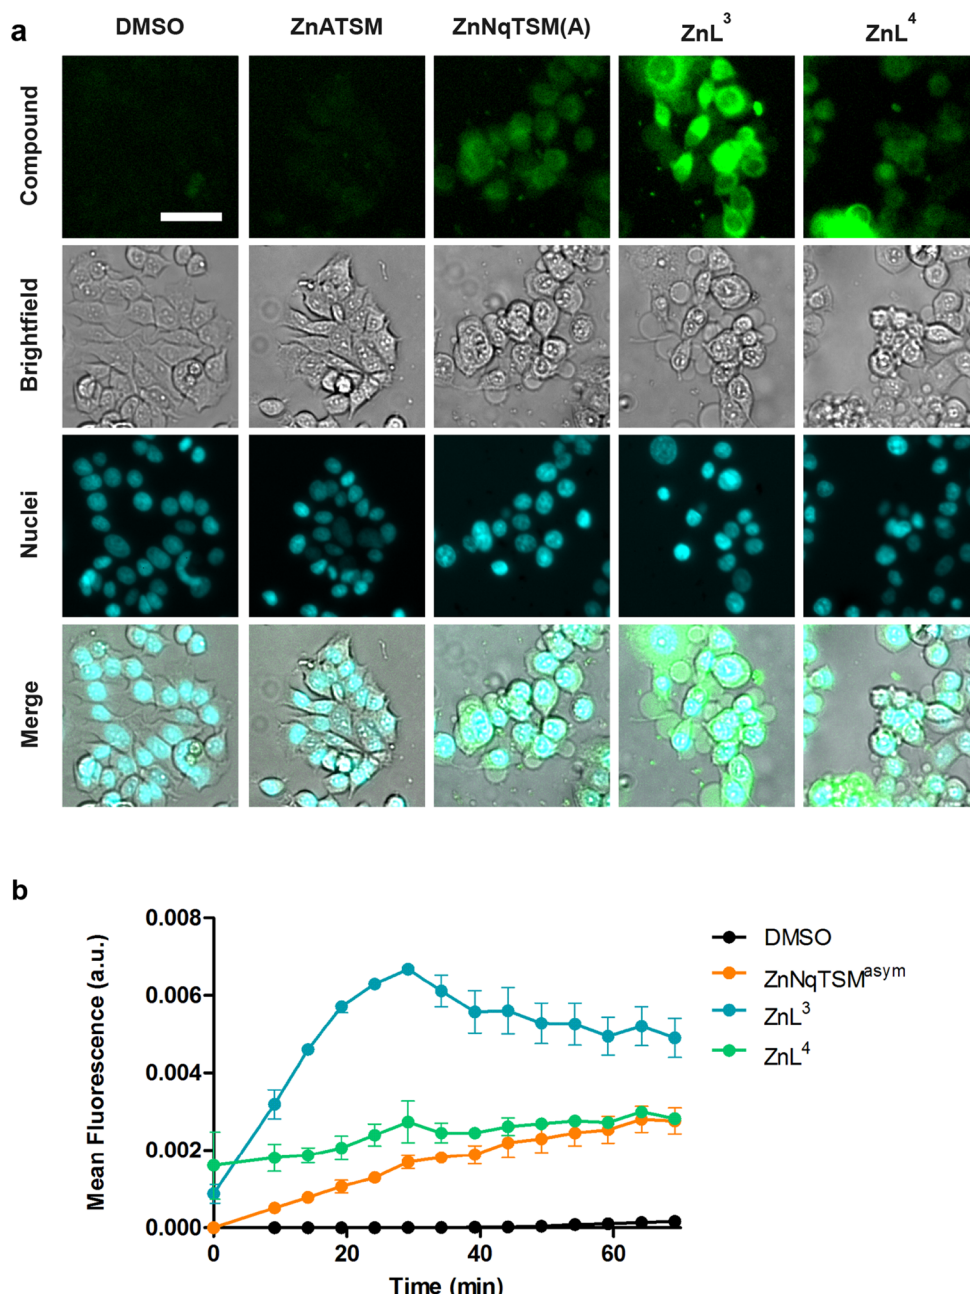 a
DMSO ZnATSM ZnNqTSM(A) ZnL³ ZnL⁴
Compound
Brightfield
Nuclei
Merge
b
Mean Fluorescence (a.u.)
0.008
0.006
0.004
0.002
0.000
0 20 40 60
Time (min)
DMSO
ZnNqTSMasym
ZnL³
ZnL⁴